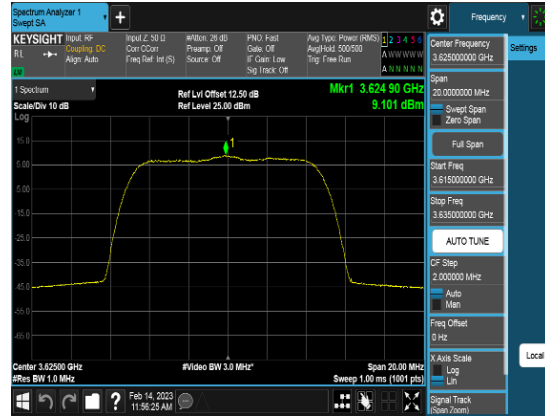 Spectrum Analyzer 1
Swept SA
+
Frequency
KEYSIGHT
RL
Input: RF
Coupling: DC
Align: Auto
Input Z: 50 Ω
Corr CCorr
Freq Ref: Int (S)
#Atten: 26 dB
Preamp: Off
Source: Off
PNO: Fast
Gate: Off
IF Gain: Low
Sig Track: Off
Avg Type: Power (RMS)
Avg|Hold: 500/500
Trig: Free Run
1 2 3 4 5 6
A W W W W W
A N N N N N
LXI
1 Spectrum
Scale/Div 10 dB
Log
Ref Lvl Offset 12.50 dB
Ref Level 25.00 dBm
Mkr1 3.624 90 GHz
9.101 dBm
1
15.0
5.00
-5.00
-15.0
-25.0
-35.0
-45.0
-55.0
-65.0
Center 3.62500 GHz
#Res BW 1.0 MHz
#Video BW 3.0 MHz*
Span 20.00 MHz
Sweep 1.00 ms (1001 pts)
Feb 14, 2023
11:56:25 AM
?
Center Frequency
3.625000000 GHz
Span
20.0000000 MHz
Swept Span
Zero Span
Full Span
Start Freq
3.615000000 GHz
Stop Freq
3.635000000 GHz
AUTO TUNE
CF Step
2.000000 MHz
Auto
Man
Freq Offset
0 Hz
X Axis Scale
Log
Lin
Signal Track
(Span Zoom)
Settings
Local